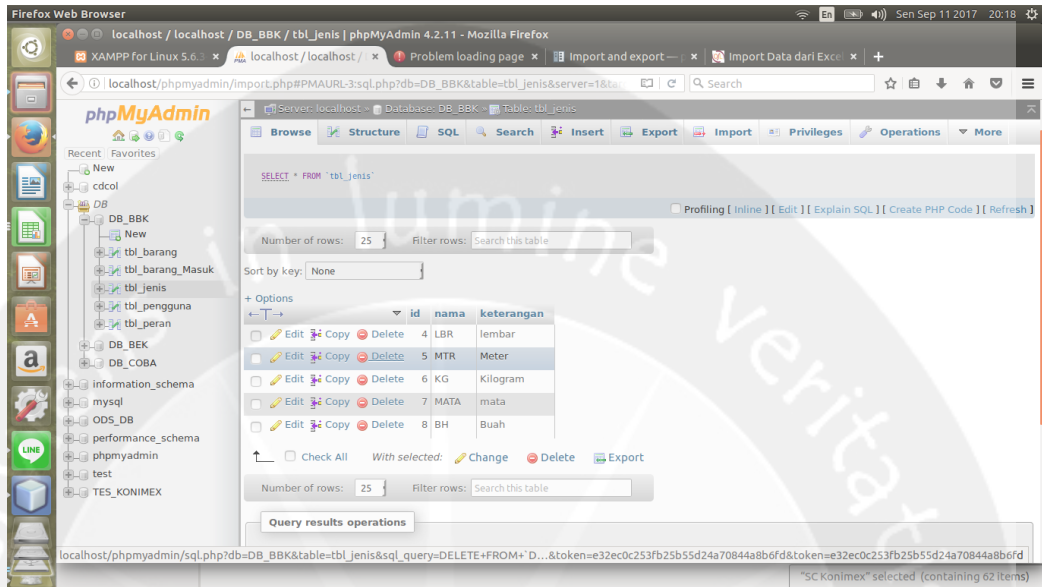 Firefox Web Browser
En
Sen Sep 11 2017 20:18
localhost / localhost / DB_BBK / tbl_jenis | phpMyAdmin 4.2.11 - Mozilla Firefox
XAMPP for Linux 5.6.3 × localhost / localhost / × Problem loading page × Import and export — × Import Data dari Excel × +
localhost/phpmyadmin/import.php#PMAURL-3:sql.php?db=DB_BBK&table=tbl_jenis&server=1&ta
Search
phpMyAdmin
Recent Favorites
New
cdcol
DB
DB_BBK
New
tbl_barang
tbl_barang_Masuk
tbl_jenis
tbl_pengguna
tbl_peran
DB_BEK
DB_COBA
information_schema
mysql
ODS_DB
performance_schema
phpmyadmin
test
TES_KONIMEX
Server: localhost » Database: DB_BBK » Table: tbl_jenis
Browse Structure SQL Search Insert Export Import Privileges Operations More
SELECT * FROM `tbl_jenis`
Profiling [ Inline ] [ Edit ] [ Explain SQL ] [ Create PHP Code ] [ Refresh ]
Number of rows: 25 Filter rows: Search this table
Sort by key: None
+ Options
←T→ id nama keterangan
Edit Copy Delete 4 LBR lembar
Edit Copy Delete 5 MTR Meter
Edit Copy Delete 6 KG Kilogram
Edit Copy Delete 7 MATA mata
Edit Copy Delete 8 BH Buah
Check All With selected: Change Delete Export
Number of rows: 25 Filter rows: Search this table
Query results operations
localhost/phpmyadmin/sql.php?db=DB_BBK&table=tbl_jenis&sql_query=DELETE+FROM+`D...&token=e32ec0c253fb25b55d24a70844a8b6fd&token=e32ec0c253fb25b55d24a70844a8b6fd
"SC Konimex" selected (containing 62 items)
a
LINE
in lumine veritas